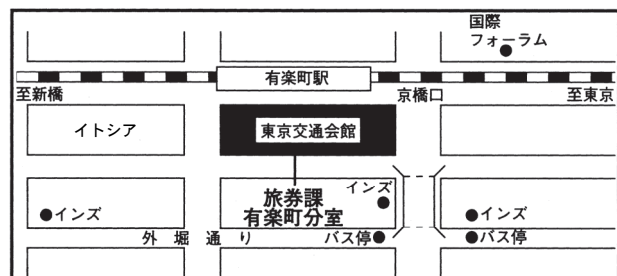 国際
フォーラム
有楽町駅
至新橋
京橋口
至東京
イトシア
東京交通会館
旅券課
有楽町分室
インズ
インズ
インズ
外堀通り
バス停
バス停